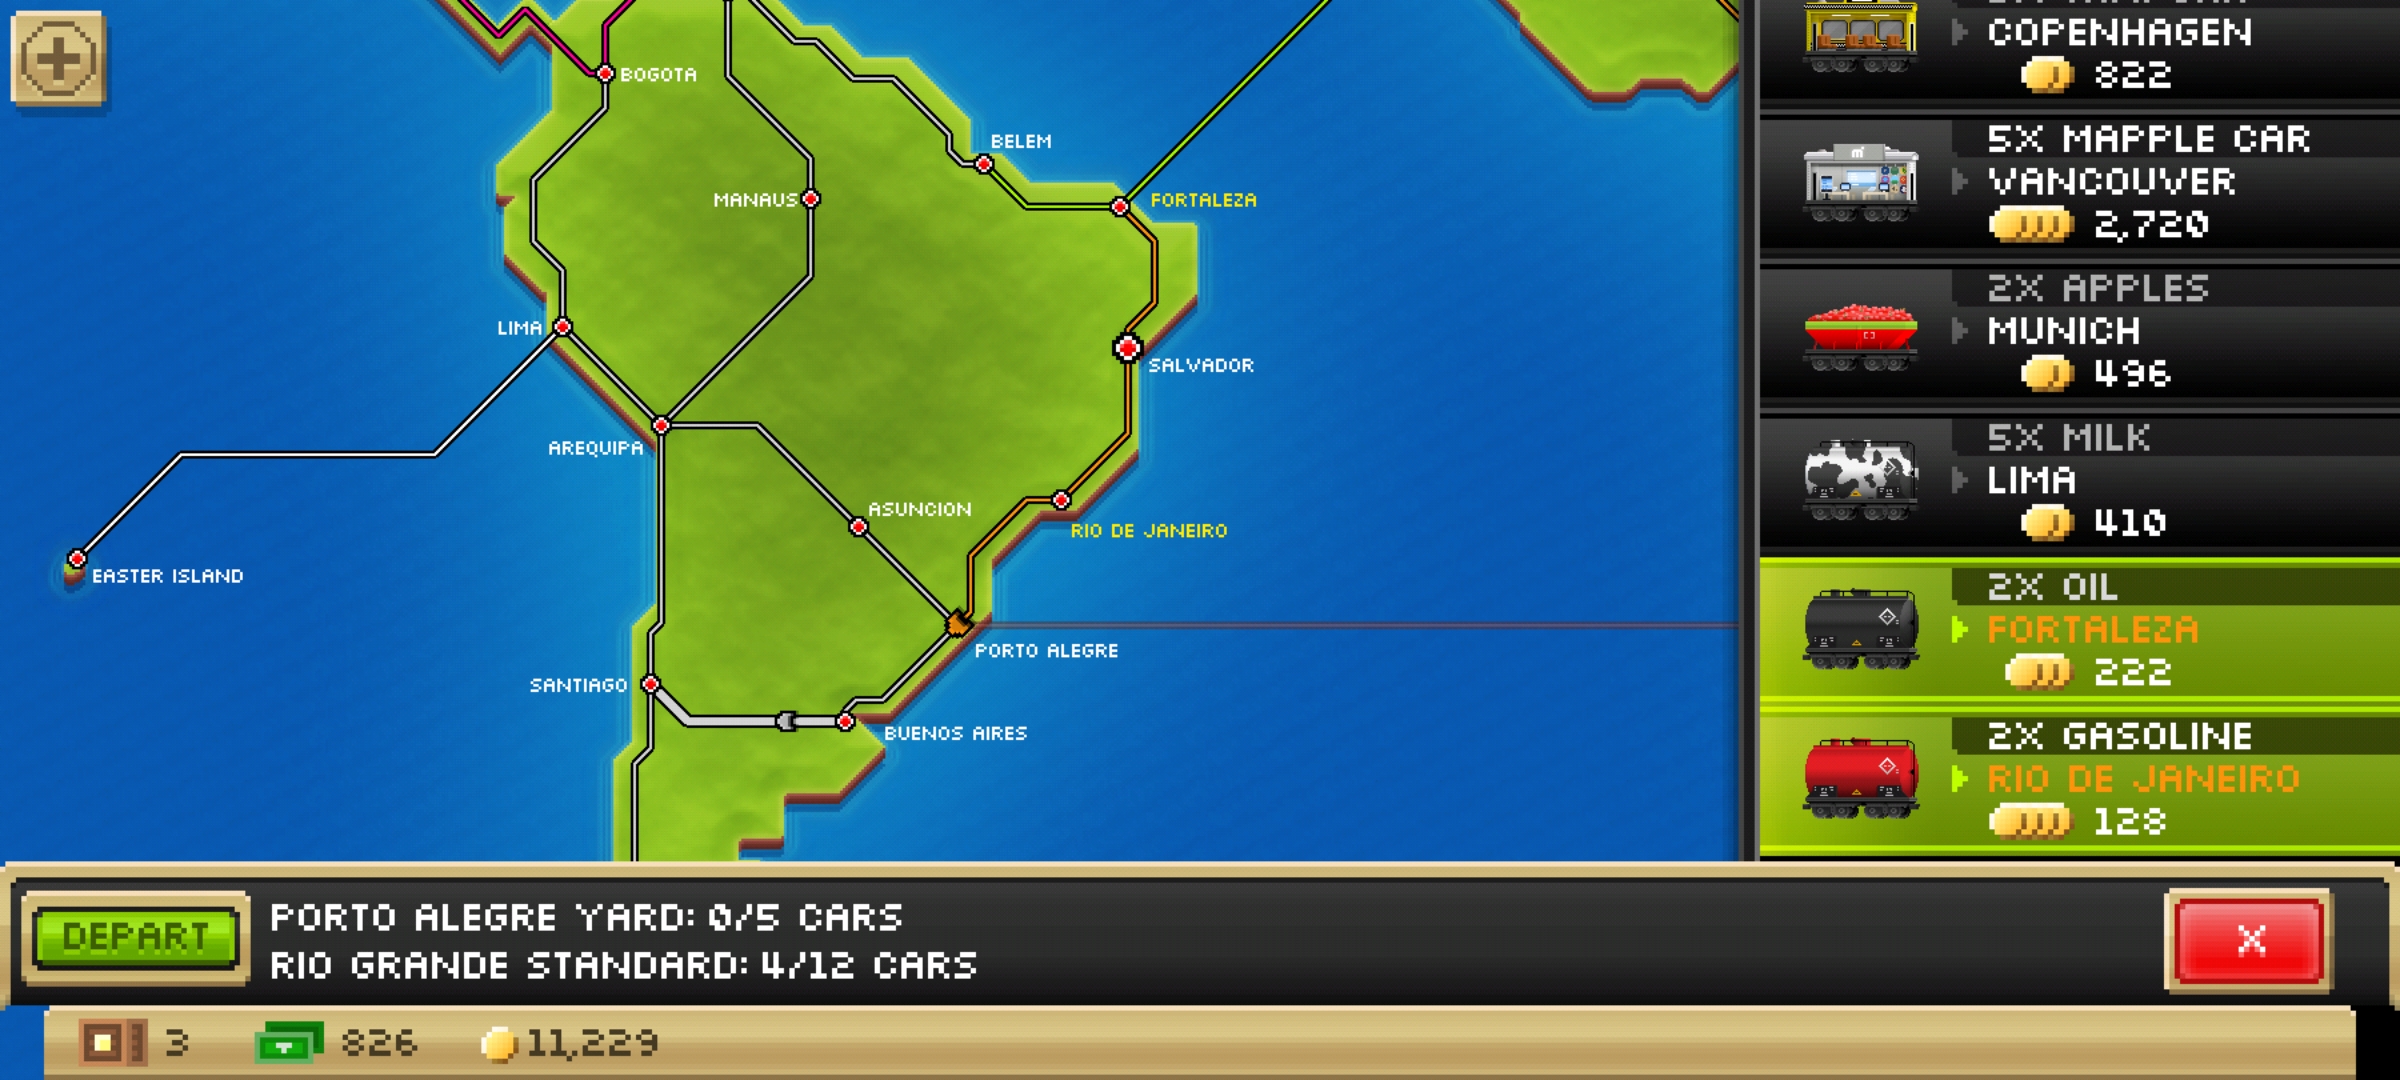 BOGOTA
BELEM
MANAUS
FORTALEZA
LIMA
SALVADOR
AREQUIPA
ASUNCION
RIO DE JANEIRO
EASTER ISLAND
PORTO ALEGRE
SANTIAGO
BUENOS AIRES
COPENHAGEN
822
5X MAPPLE CAR
VANCOUVER
2,720
2X APPLES
MUNICH
496
5X MILK
LIMA
410
2X OIL
FORTALEZA
222
2X GASOLINE
RIO DE JANEIRO
128
DEPART
PORTO ALEGRE YARD: 0/5 CARS
RIO GRANDE STANDARD: 4/12 CARS
X
3
826
11,229